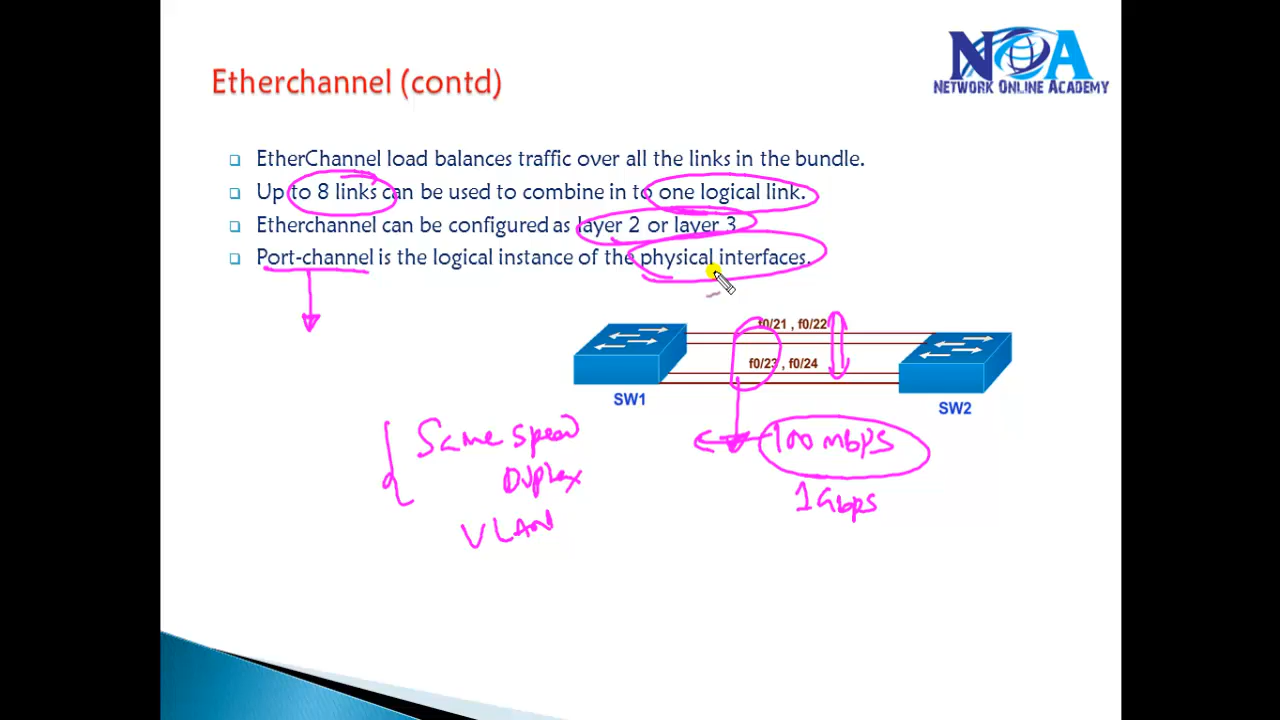 NOA
NETWORK ONLINE ACADEMY
Etherchannel (contd)
EtherChannel load balances traffic over all the links in the bundle.
Up to 8 links can be used to combine in to one logical link.
Etherchannel can be configured as layer 2 or layer 3
Port-channel is the logical instance of the physical interfaces.
f0/21 , f0/22
f0/23 , f0/24
SW1
SW2
Same speed
Duplex
VLAN
100 mbps
1 Gbps